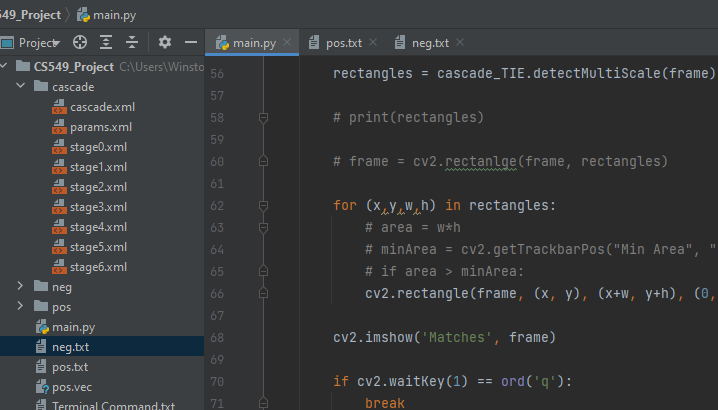 S549_Project
main.py
Project
main.py
pos.txt
neg.txt
CS549_Project C:\Users\Winsto
cascade
cascade.xml
params.xml
stage0.xml
stage1.xml
stage2.xml
stage3.xml
stage4.xml
stage5.xml
stage6.xml
neg
pos
main.py
neg.txt
pos.txt
pos.vec
Terminal Command.txt
56 rectangles = cascade_TIE.detectMultiScale(frame)
57
58 # print(rectangles)
59
60 # frame = cv2.rectanlge(frame, rectangles)
61
62 for (x,y,w,h) in rectangles:
63 # area = w*h
64 # minArea = cv2.getTrackbarPos("Min Area", "
65 # if area > minArea:
66 cv2.rectangle(frame, (x, y), (x+w, y+h), (0,
67
68 cv2.imshow('Matches', frame)
69
70 if cv2.waitKey(1) == ord('q'):
71 break